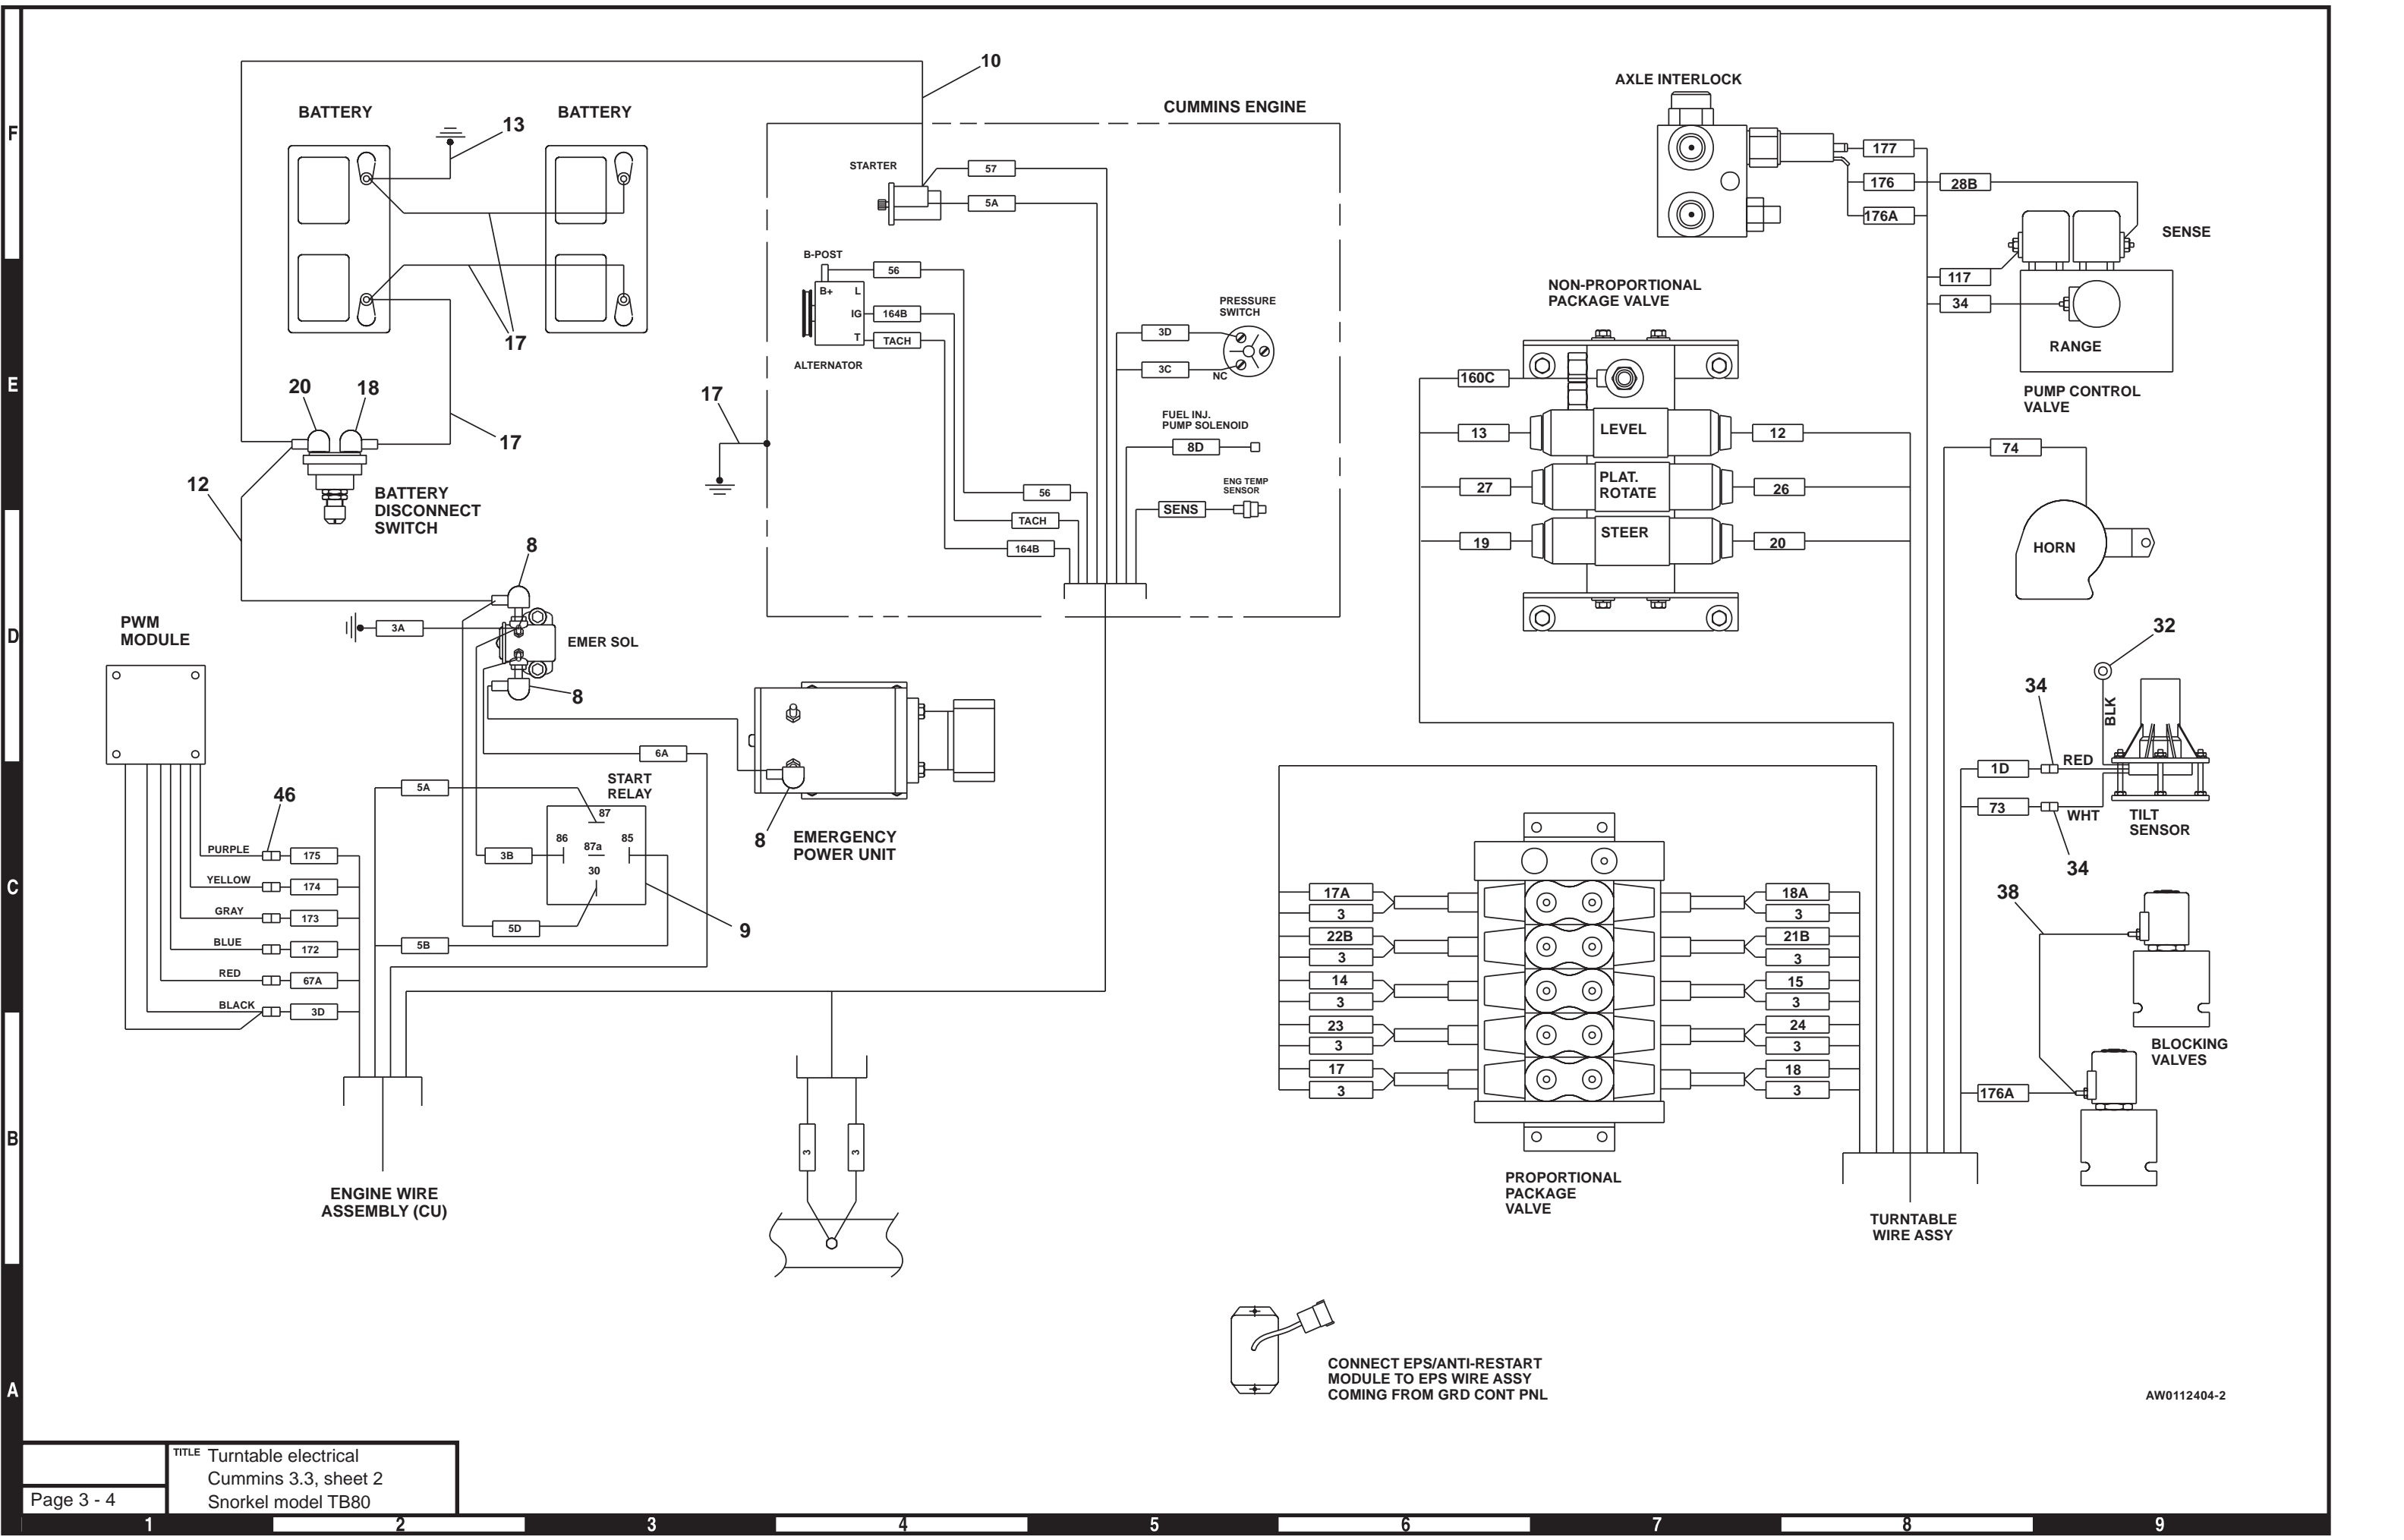 10
AXLE INTERLOCK
BATTERY
BATTERY
CUMMINS ENGINE
13
F
STARTER
57
5A
177
176
28B
176A
SENSE
B-POST
B+
L
IG
T
56
164B
TACH
ALTERNATOR
PRESSURE
SWITCH
3D
3C
NC
NON-PROPORTIONAL
PACKAGE VALVE
117
34
RANGE
PUMP CONTROL
VALVE
17
E
20
18
17
17
160C
FUEL INJ.
PUMP SOLENOID
8D
13
LEVEL
12
74
12
BATTERY
DISCONNECT
SWITCH
ENG TEMP
SENSOR
SENS
56
TACH
164B
27
PLAT.
ROTATE
26
19
STEER
20
HORN
8
D
PWM
MODULE
3A
EMER SOL
8
32
34
BLK
6A
START
RELAY
1D
RED
73
WHT
TILT
SENSOR
34
46
5A
87
86
87a
85
30
3B
5D
5B
9
8
EMERGENCY
POWER UNIT
C
PURPLE
175
YELLOW
174
GRAY
173
BLUE
172
RED
67A
BLACK
3D
17A
3
18A
3
22B
3
21B
3
14
3
15
3
23
3
24
3
17
3
18
3
38
BLOCKING
VALVES
176A
B
3
3
ENGINE WIRE
ASSEMBLY (CU)
PROPORTIONAL
PACKAGE
VALVE
TURNTABLE
WIRE ASSY
A
CONNECT EPS/ANTI-RESTART
MODULE TO EPS WIRE ASSY
COMING FROM GRD CONT PNL
AW0112404-2
TITLE Turntable electrical
Cummins 3.3, sheet 2
Snorkel model TB80
Page 3 - 4
1 2 3 4 5 6 7 8 9